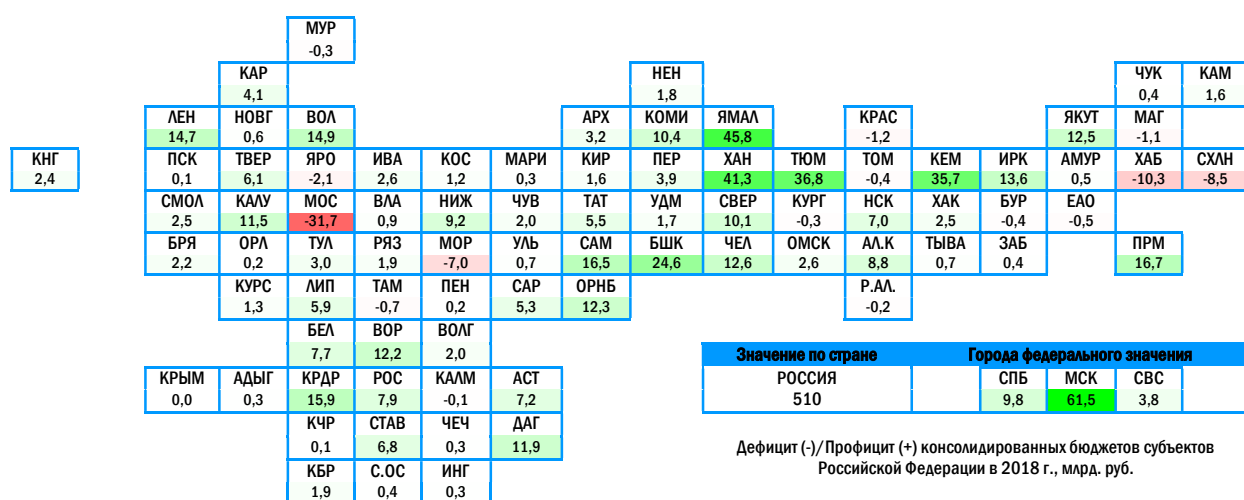 МУР
-0,3
КАР НЕН ЧУК КАМ
4,1 1,8 0,4 1,6
ЛЕН НОВГ ВОЛ АРХ КОМИ ЯМАЛ КРАС ЯКУТ МАГ
14,7 0,6 14,9 3,2 10,4 45,8 -1,2 12,5 -1,1
КНГ ПСК ТВЕР ЯРО ИВА КОС МАРИ КИР ПЕР ХАН ТЮМ ТОМ КЕМ ИРК АМУР ХАБ СХЛН
2,4 0,1 6,1 -2,1 2,6 1,2 0,3 1,6 3,9 41,3 36,8 -0,4 35,7 13,6 0,5 -10,3 -8,5
СМОЛ КАЛУ МОС ВЛА НИЖ ЧУВ ТАТ УДМ СВЕР КУРГ НСК ХАК БУР ЕАО
2,5 11,5 -31,7 0,9 9,2 2,0 5,5 1,7 10,1 -0,3 7,0 2,5 -0,4 -0,5
БРЯ ОРЛ ТУЛ РЯЗ МОР УЛЬ САМ БШК ЧЕЛ ОМСК АЛ.К ТЫВА ЗАБ ПРМ
2,2 0,2 3,0 1,9 -7,0 0,7 16,5 24,6 12,6 2,6 8,8 0,7 0,4 16,7
КУРС ЛИП ТАМ ПЕН САР ОРНБ Р.АЛ.
1,3 5,9 -0,7 0,2 5,3 12,3 -0,2
БЕЛ ВОР ВОЛГ
7,7 12,2 2,0
Значение по стране Города федерального значения
КРЫМ АДЫГ КРДР РОС КАЛМ АСТ РОССИЯ СПБ МСК СВС
0,0 0,3 15,9 7,9 -0,1 7,2 510 9,8 61,5 3,8
КЧР СТАВ ЧЕЧ ДАГ
0,1 6,8 0,3 11,9
КБР С.ОС ИНГ
1,9 0,4 0,3
Дефицит (-)/Профицит (+) консолидированных бюджетов субъектов
Российской Федерации в 2018 г., млрд. руб.